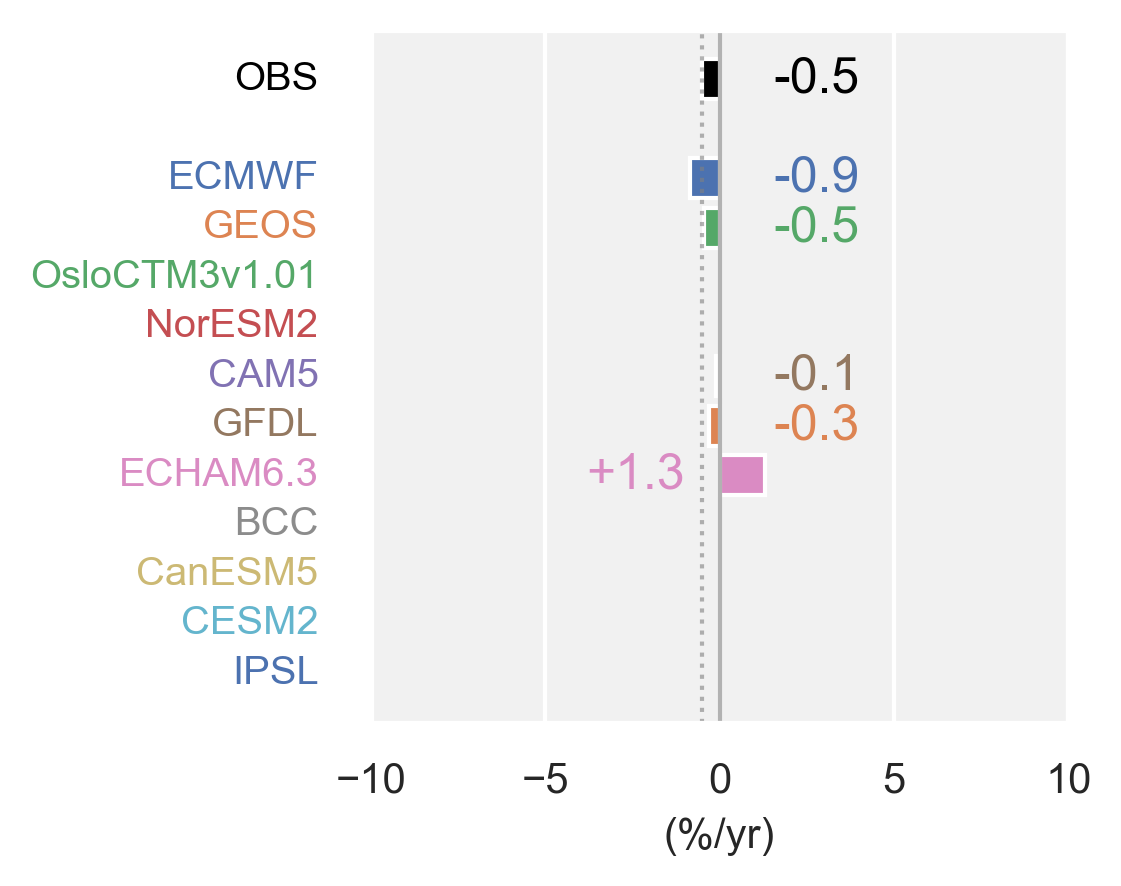 OBS -0.5
ECMWF -0.9
GEOS -0.5
OsloCTM3v1.01
NorESM2
CAM5 -0.1
GFDL -0.3
ECHAM6.3 +1.3
BCC
CanESM5
CESM2
IPSL
−10 −5 0 5 10
(%/yr)